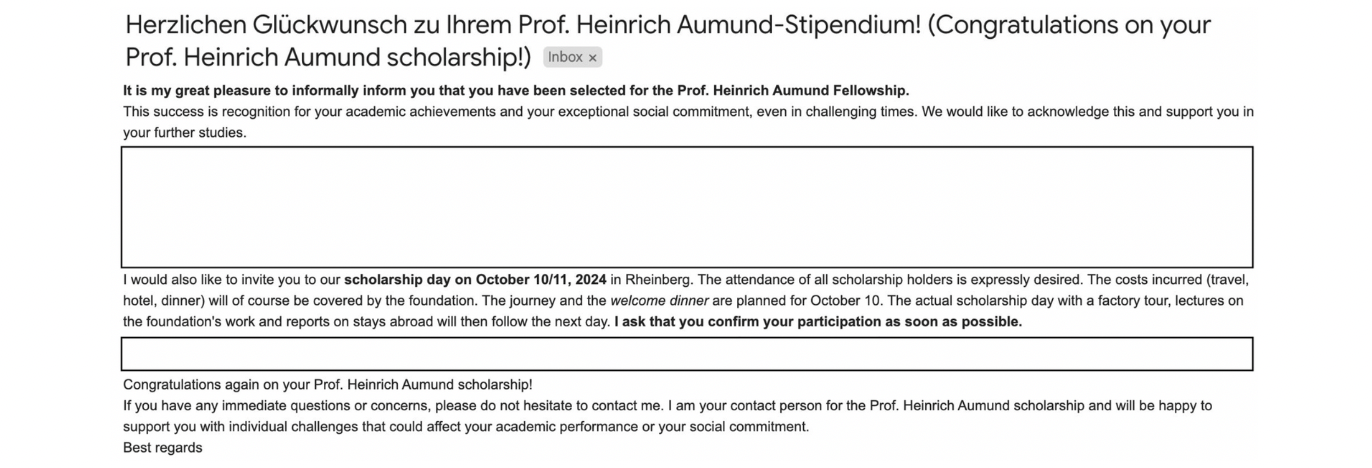 Herzlichen Glückwunsch zu Ihrem Prof. Heinrich Aumund-Stipendium! (Congratulations on your
Prof. Heinrich Aumund scholarship!) Inbox ×
It is my great pleasure to informally inform you that you have been selected for the Prof. Heinrich Aumund Fellowship.
This success is recognition for your academic achievements and your exceptional social commitment, even in challenging times. We would like to acknowledge this and support you in
your further studies.
I would also like to invite you to our scholarship day on October 10/11, 2024 in Rheinberg. The attendance of all scholarship holders is expressly desired. The costs incurred (travel,
hotel, dinner) will of course be covered by the foundation. The journey and the welcome dinner are planned for October 10. The actual scholarship day with a factory tour, lectures on
the foundation's work and reports on stays abroad will then follow the next day. I ask that you confirm your participation as soon as possible.
Congratulations again on your Prof. Heinrich Aumund scholarship!
If you have any immediate questions or concerns, please do not hesitate to contact me. I am your contact person for the Prof. Heinrich Aumund scholarship and will be happy to
support you with individual challenges that could affect your academic performance or your social commitment.
Best regards